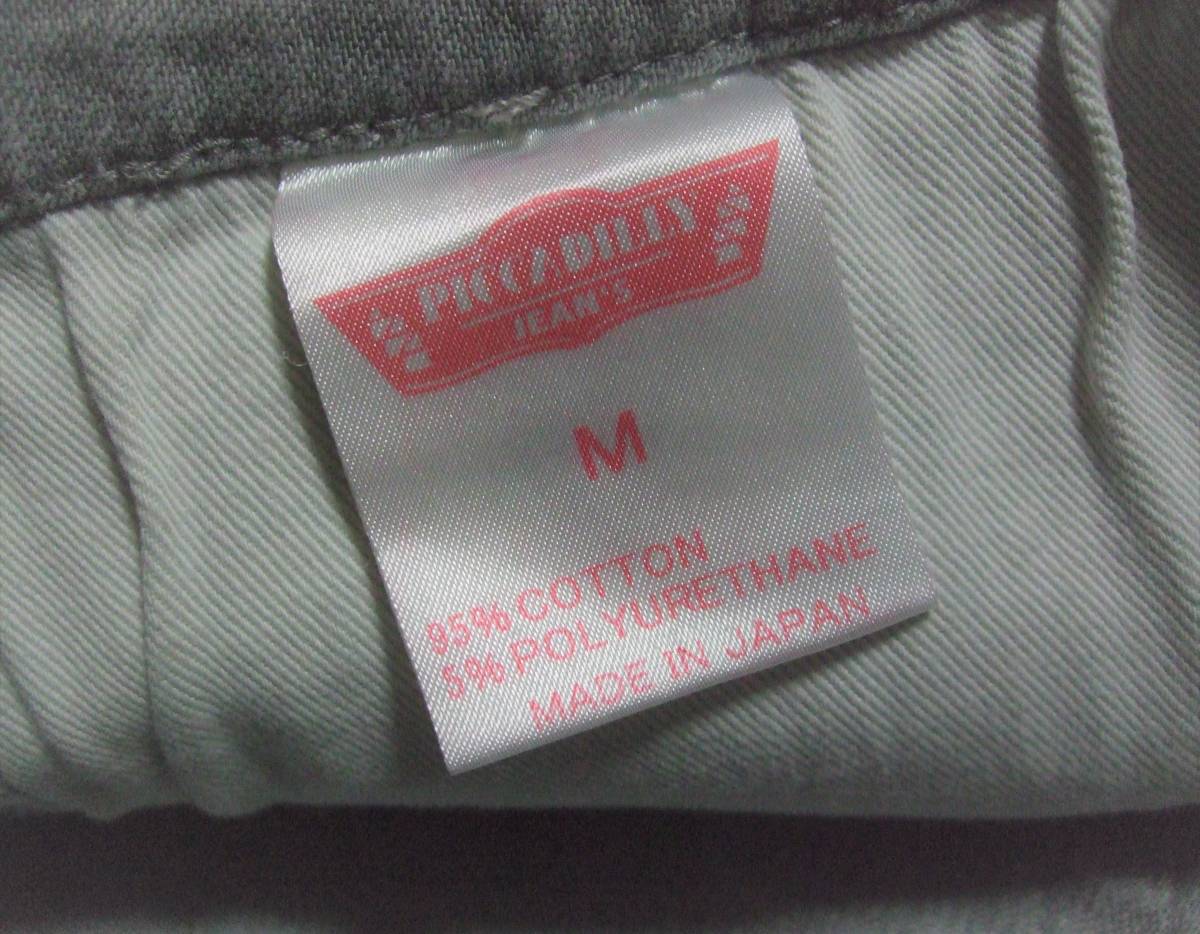 PICCADILLY
JEAN'S
M
95% COTTON
5% POLYURETHANE
MADE IN JAPAN